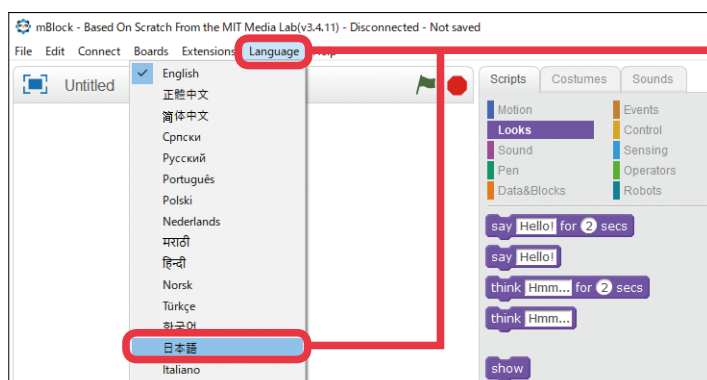 mBlock - Based On Scratch From the MIT Media Lab(v3.4.11) - Disconnected - Not saved
File Edit Connect Boards Extensions Language
Untitled
English
正體中文
简体中文
Српски
Русский
Português
Polski
Nederlands
मराठी
हिन्दी
Norsk
Türkçe
한국어
日本語
Italiano
Scripts Costumes Sounds
Motion Events
Looks Control
Sound Sensing
Pen Operators
Data&Blocks Robots
say Hello! for 2 secs
say Hello!
think Hmm... for 2 secs
think Hmm...
show